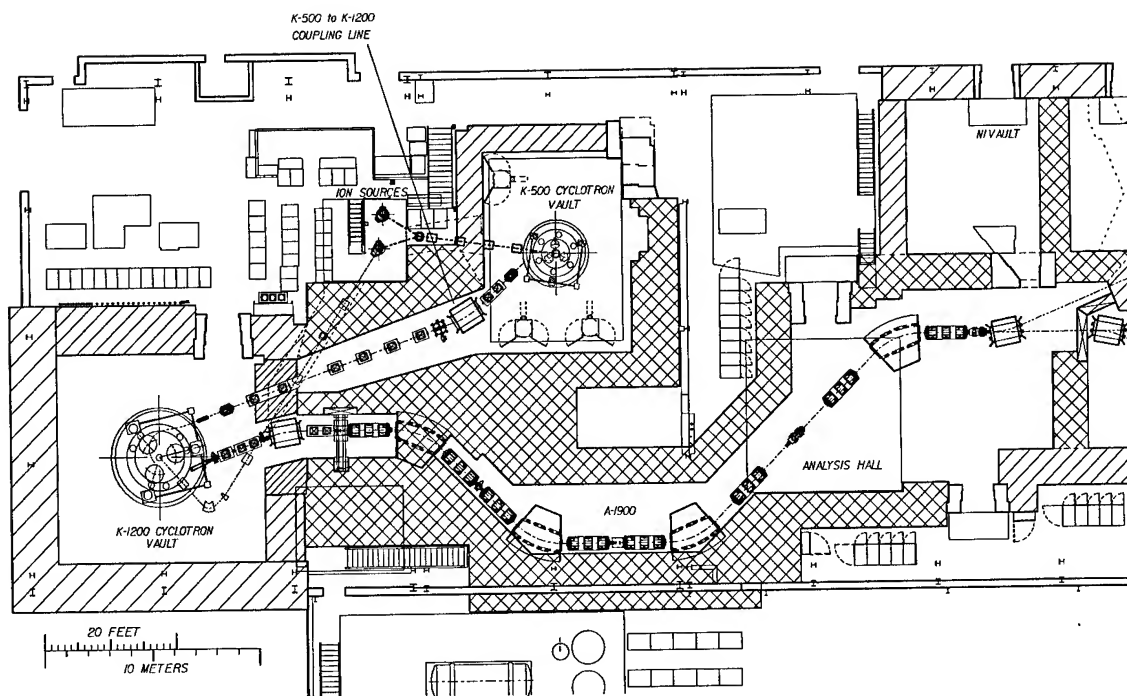 K-500 to K-1200
COUPLING LINE
ION SOURCES
K-500 CYCLOTRON
VAULT
N1 VAULT
ANALYSIS HALL
A-1900
K-1200 CYCLOTRON
VAULT
20 FEET
10 METERS